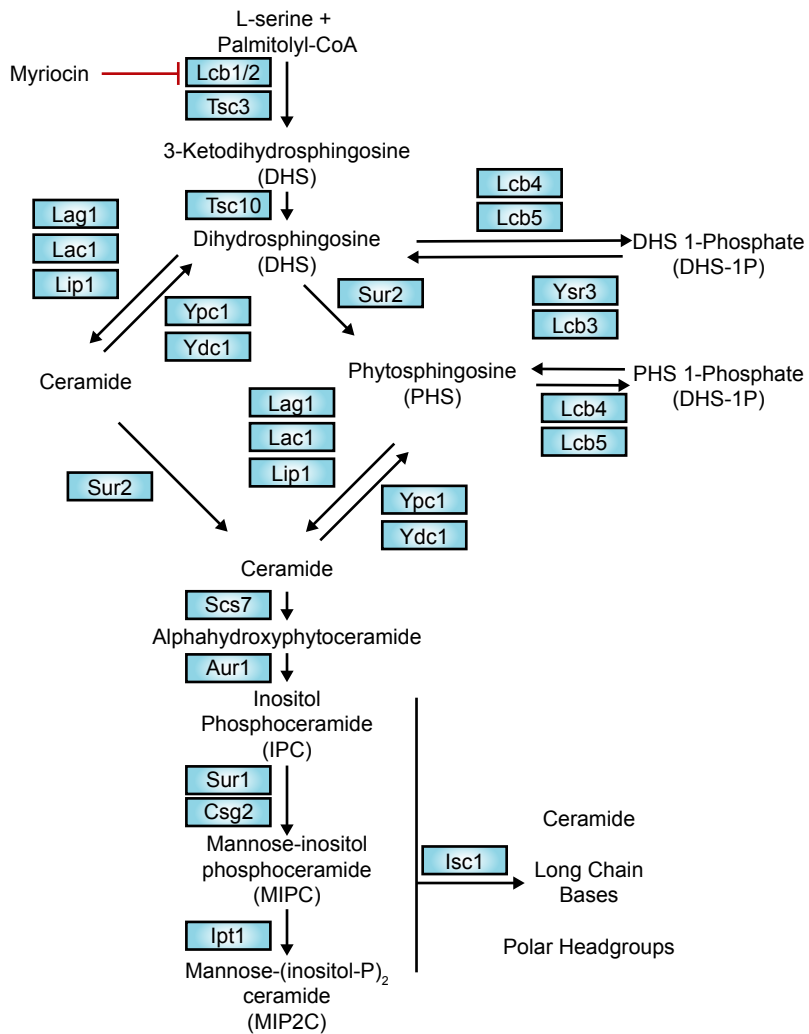 L-serine +
Palmitolyl-CoA
Myriocin
Lcb1/2
Tsc3
3-Ketodihydrosphingosine
(DHS)
Tsc10
Lcb4
Lcb5
Lag1
Lac1
Lip1
Dihydrosphingosine
(DHS)
DHS 1-Phosphate
(DHS-1P)
Sur2
Ysr3
Lcb3
Ypc1
Ydc1
Ceramide
Phytosphingosine
(PHS)
PHS 1-Phosphate
(DHS-1P)
Lag1
Lac1
Lip1
Lcb4
Lcb5
Sur2
Ypc1
Ydc1
Ceramide
Scs7
Alphahydroxyphytoceramide
Aur1
Inositol
Phosphoceramide
(IPC)
Sur1
Csg2
Mannose-inositol
phosphoceramide
(MIPC)
Isc1
Ceramide
Long Chain
Bases
Polar Headgroups
Ipt1
Mannose-(inositol-P)2
ceramide
(MIP2C)